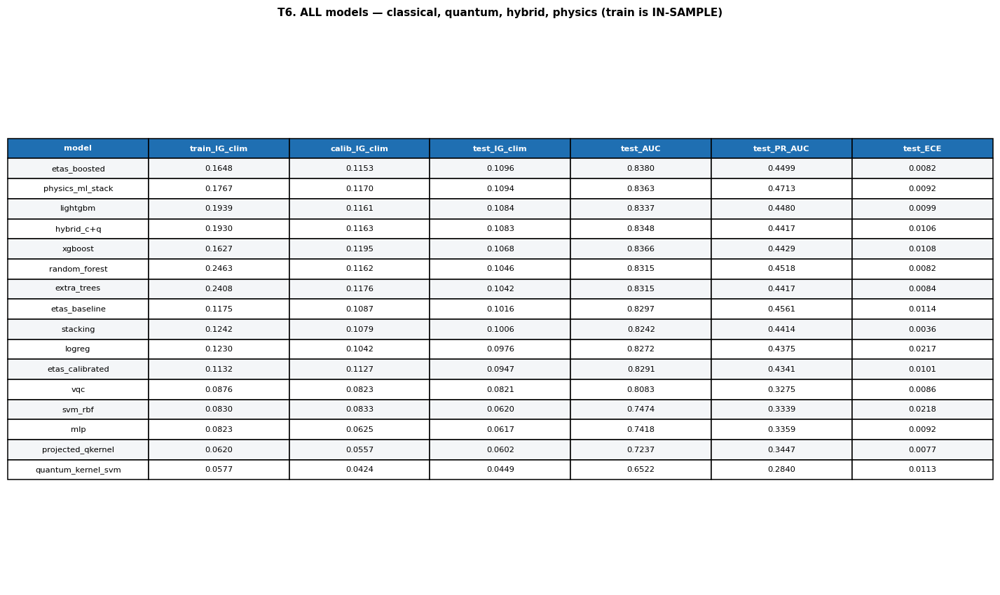 T6. ALL models — classical, quantum, hybrid, physics (train is IN-SAMPLE)
model train_IG_clim calib_IG_clim test_IG_clim test_AUC test_PR_AUC test_ECE
etas_boosted 0.1648 0.1153 0.1096 0.8380 0.4499 0.0082
physics_ml_stack 0.1767 0.1170 0.1094 0.8363 0.4713 0.0092
lightgbm 0.1939 0.1161 0.1084 0.8337 0.4480 0.0099
hybrid_c+q 0.1930 0.1163 0.1083 0.8348 0.4417 0.0106
xgboost 0.1627 0.1195 0.1068 0.8366 0.4429 0.0108
random_forest 0.2463 0.1162 0.1046 0.8315 0.4518 0.0082
extra_trees 0.2408 0.1176 0.1042 0.8315 0.4417 0.0084
etas_baseline 0.1175 0.1087 0.1016 0.8297 0.4561 0.0114
stacking 0.1242 0.1079 0.1006 0.8242 0.4414 0.0036
logreg 0.1230 0.1042 0.0976 0.8272 0.4375 0.0217
etas_calibrated 0.1132 0.1127 0.0947 0.8291 0.4341 0.0101
vqc 0.0876 0.0823 0.0821 0.8083 0.3275 0.0086
svm_rbf 0.0830 0.0833 0.0620 0.7474 0.3339 0.0218
mlp 0.0823 0.0625 0.0617 0.7418 0.3359 0.0092
projected_qkernel 0.0620 0.0557 0.0602 0.7237 0.3447 0.0077
quantum_kernel_svm 0.0577 0.0424 0.0449 0.6522 0.2840 0.0113